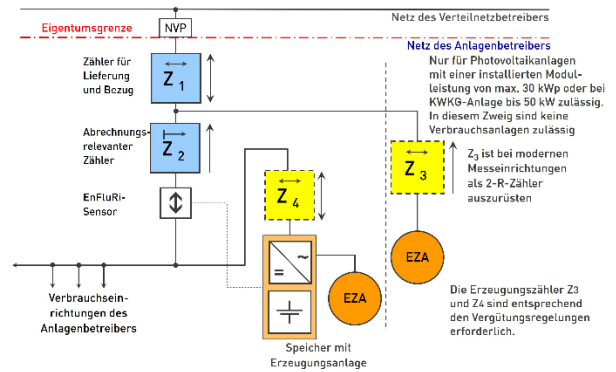 Netz des Verteilnetzbetreibers
Eigentumsgrenze
NVP
Netz des Anlagenbetreibers
Zähler für
Lieferung
und Bezug
Z1
Nur für Photovoltaikanlagen
mit einer installierten Modul-
leistung von max. 30 kWp oder bei
KWKG-Anlage bis 50 kW zulässig.
In diesem Zweig sind keine
Verbrauchsanlagen zulässig
Abrechnungs-
relevanter
Zähler
Z2
Z3
Z3 ist bei modernen
Messeinrichtungen
als 2-R-Zähler
auszurüsten
EnFluRi-
Sensor
Z4
EZA
EZA
Verbrauchsein-
richtungen des
Anlagenbetreibers
Die Erzeugungszähler Z3
und Z4 sind entsprechend
den Vergütungsregelungen
erforderlich.
Speicher mit
Erzeugungsanlage